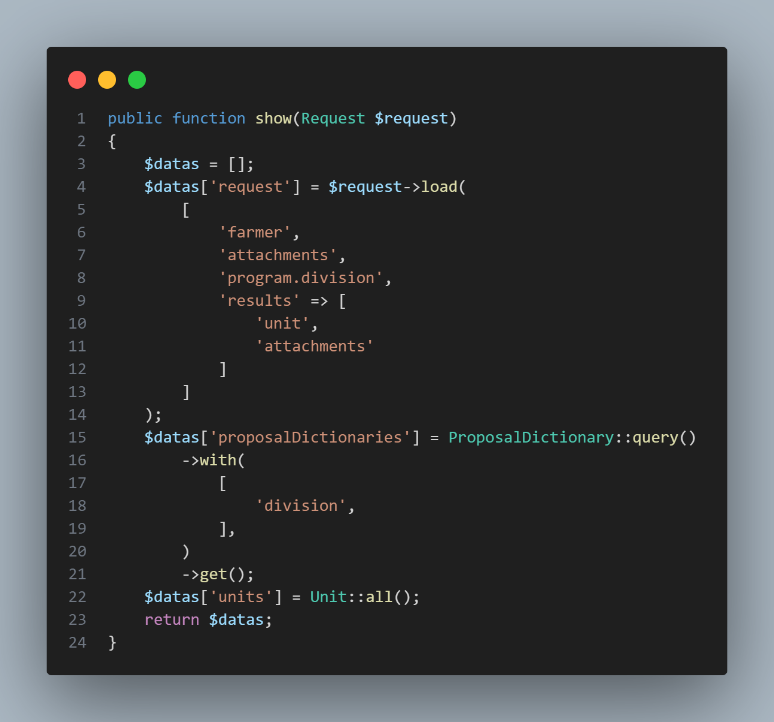 1 public function show(Request $request)
2 {
3     $datas = [];
4     $datas['request'] = $request->load(
5         [
6             'farmer',
7             'attachments',
8             'program.division',
9             'results' => [
10                 'unit',
11                 'attachments'
12             ]
13         ]
14     );
15     $datas['proposalDictionaries'] = ProposalDictionary::query()
16         ->with(
17             [
18                 'division',
19             ],
20         )
21         ->get();
22     $datas['units'] = Unit::all();
23     return $datas;
24 }